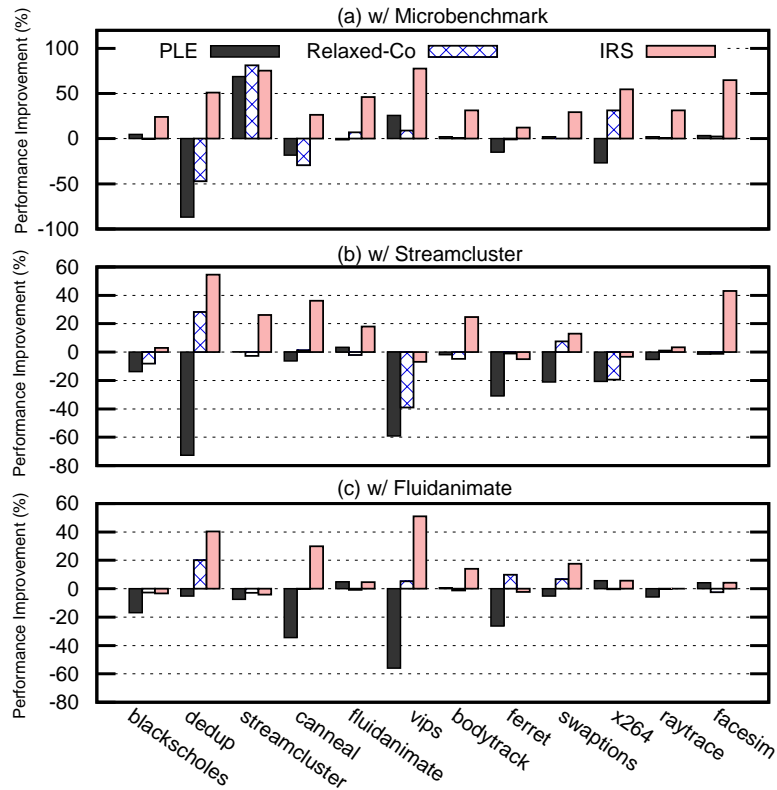 (a) w/ Microbenchmark
PLE Relaxed-Co IRS
Performance Improvement (%)
100
50
0
-50
-100
(b) w/ Streamcluster
Performance Improvement (%)
60
40
20
0
-20
-40
-60
-80
(c) w/ Fluidanimate
Performance Improvement (%)
60
40
20
0
-20
-40
-60
-80
blackscholes
dedup
streamcluster
canneal
fluidanimate
vips
bodytrack
ferret
swaptions
x264
raytrace
facesim